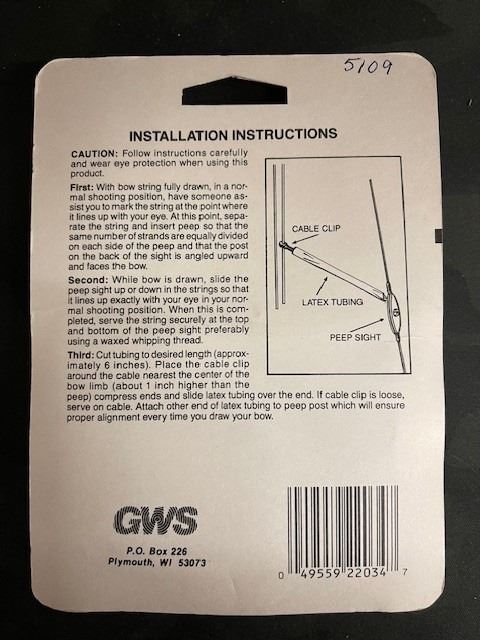 5109
INSTALLATION INSTRUCTIONS
CAUTION: Follow instructions carefully
and wear eye protection when using this
product.
First: With bow string fully drawn, in a nor-
mal shooting position, have someone as-
sist you to mark the string at the point where
it lines up with your eye. At this point, sepa-
rate the string and insert peep so that the
same number of strands are equally divided
on each side of the peep and that the post
on the back of the sight is angled upward
and faces the bow.
Second: While bow is drawn, slide the
peep sight up or down in the strings so that
it lines up exactly with your eye in your nor-
mal shooting position. When this is com-
pleted, serve the string securely at the top
and bottom of the peep sight preferably
using a waxed whipping thread.
Third: Cut tubing to desired length (approx-
imately 6 inches). Place the cable clip
around the cable nearest the center of the
bow limb (about 1 inch higher than the
peep) compress ends and slide latex tubing over the end. If cable clip is loose,
serve on cable. Attach other end of latex tubing to peep post which will ensure
proper alignment every time you draw your bow.
CABLE CLIP
LATEX TUBING
PEEP SIGHT
GWS
P.O. Box 226
Plymouth, WI 53073
0 49559 22034 7